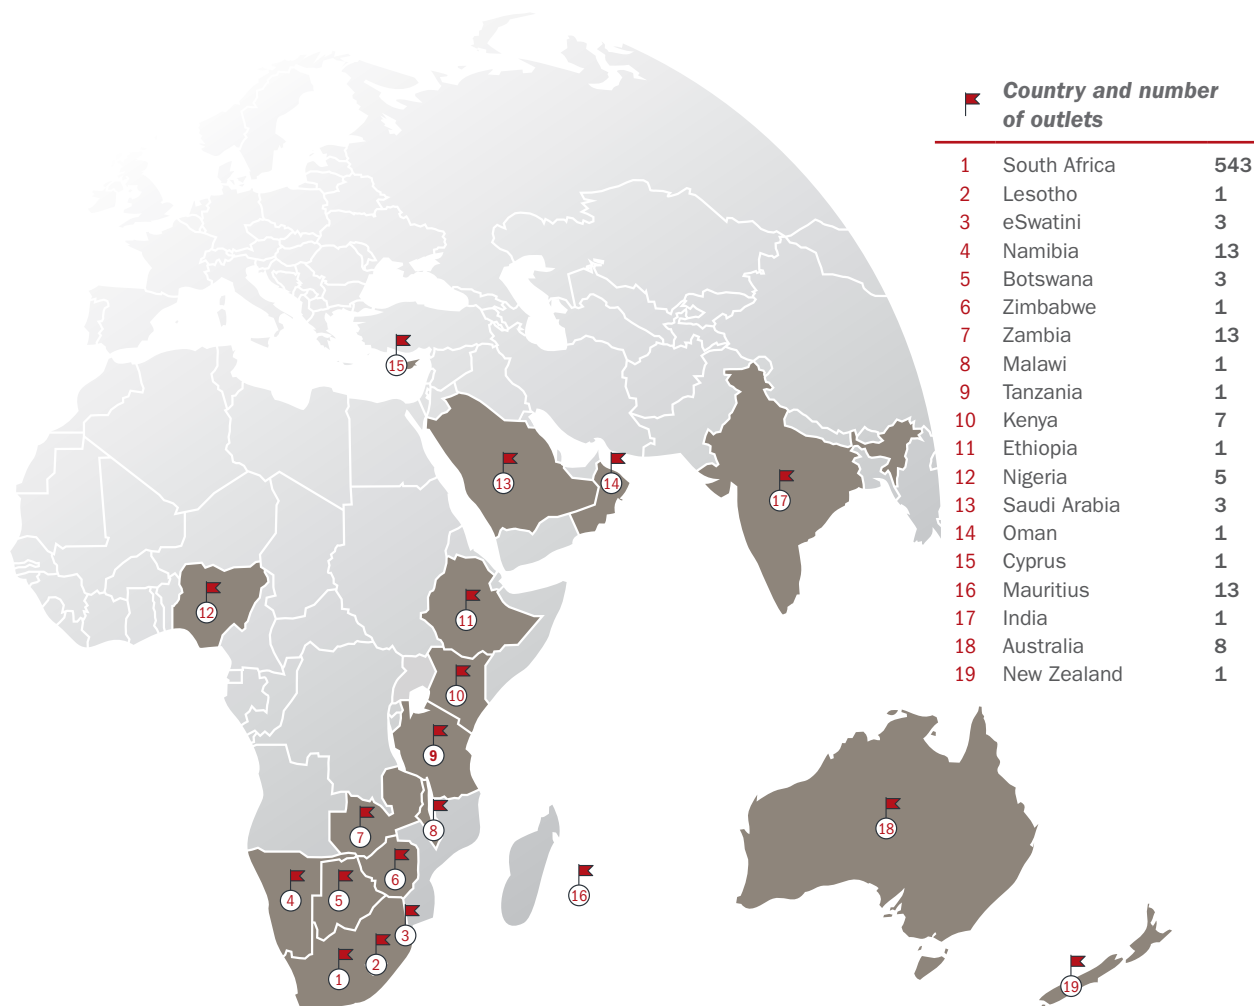 Country and number
of outlets
1 South Africa 543
2 Lesotho 1
3 eSwatini 3
4 Namibia 13
5 Botswana 3
6 Zimbabwe 1
7 Zambia 13
8 Malawi 1
9 Tanzania 1
10 Kenya 7
11 Ethiopia 1
12 Nigeria 5
13 Saudi Arabia 3
14 Oman 1
15 Cyprus 1
16 Mauritius 13
17 India 1
18 Australia 8
19 New Zealand 1
15
13
14
17
12
11
10
9
7
8
18
6
4
5
16
3
2
1
19